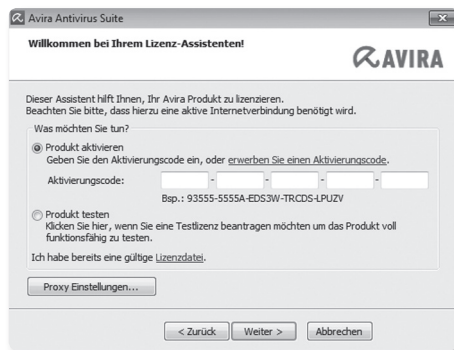 Avira Antivirus Suite
Willkommen bei Ihrem Lizenz-Assistenten!
AVIRA
Dieser Assistent hilft Ihnen, Ihr Avira Produkt zu lizenzieren.
Beachten Sie bitte, dass hierzu eine aktive Internetverbindung benötigt wird.
Was möchten Sie tun?
Produkt aktivieren
Geben Sie den Aktivierungscode ein, oder erwerben Sie einen Aktivierungscode.
Aktivierungscode: - - - -
Bsp.: 93555-5555A-EDS3W-TRCDS-LPUZV
Produkt testen
Klicken Sie hier, wenn Sie eine Testlizenz beantragen möchten um das Produkt voll
funktionsfähig zu testen.
Ich habe bereits eine gültige Lizenzdatei.
Proxy Einstellungen...
< Zurück Weiter > Abbrechen